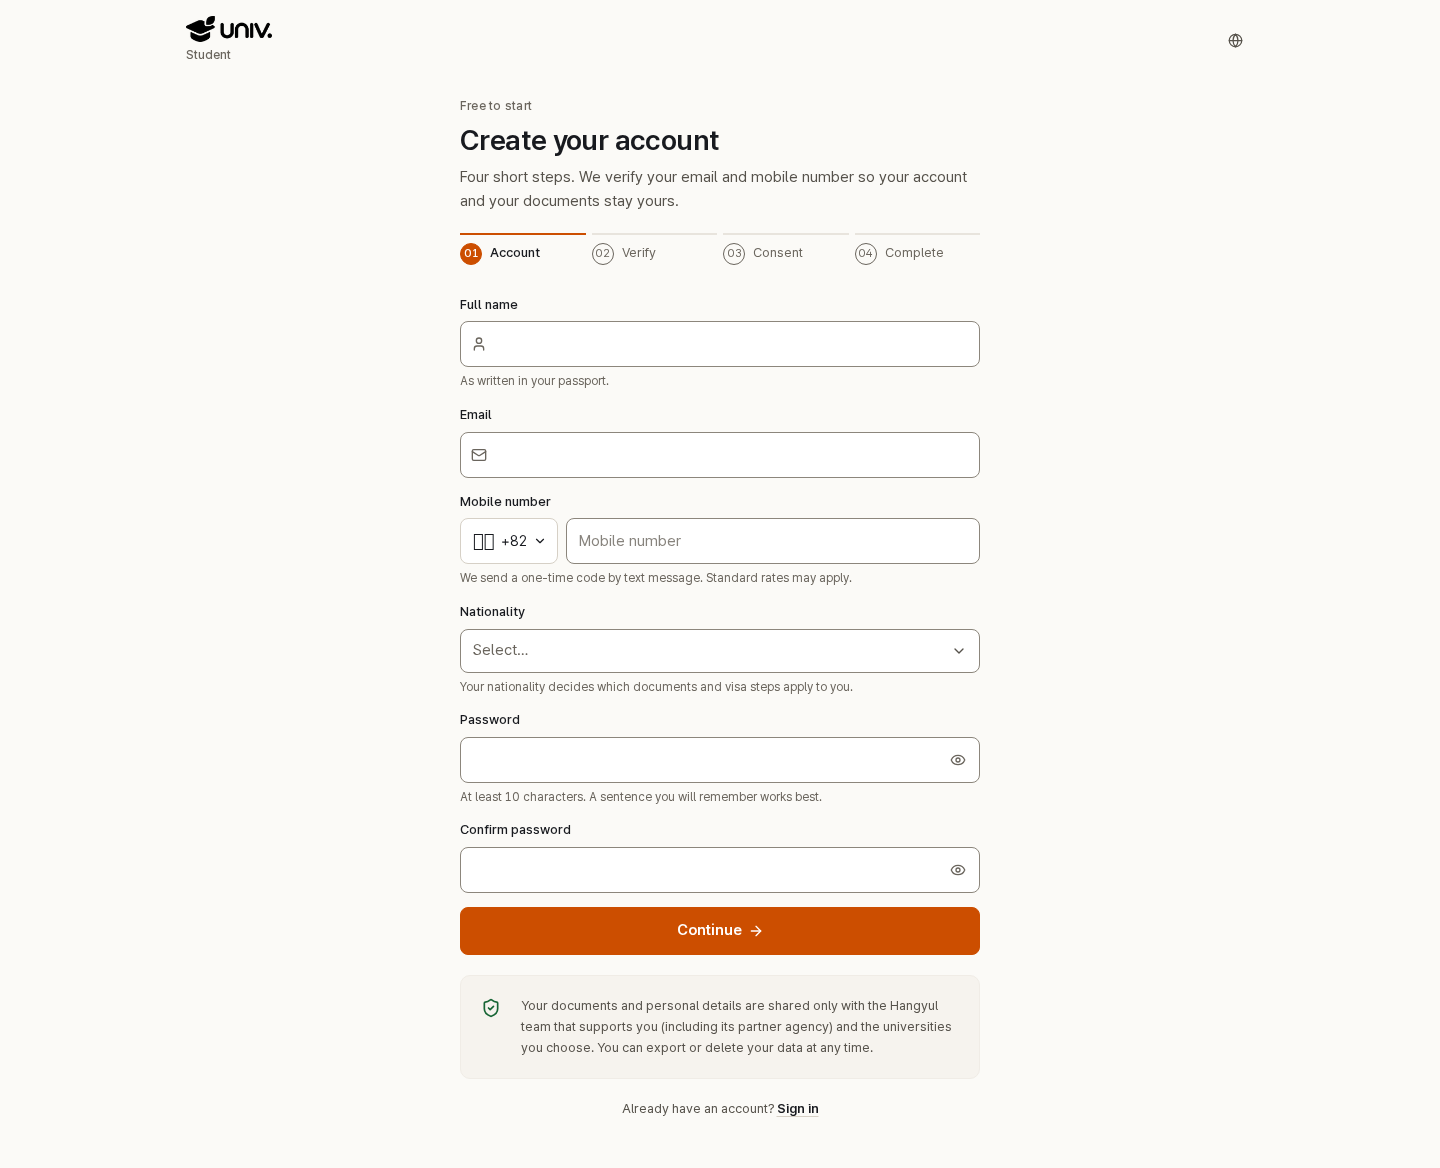 UNIV.
Student
Free to start
Create your account
Four short steps. We verify your email and mobile number so your account
and your documents stay yours.
01 Account
02 Verify
03 Consent
04 Complete
Full name
As written in your passport.
Email
Mobile number
+82
Mobile number
We send a one-time code by text message. Standard rates may apply.
Nationality
Select...
Your nationality decides which documents and visa steps apply to you.
Password
At least 10 characters. A sentence you will remember works best.
Confirm password
Continue →
Your documents and personal details are shared only with the Hangyul
team that supports you (including its partner agency) and the universities
you choose. You can export or delete your data at any time.
Already have an account? Sign in